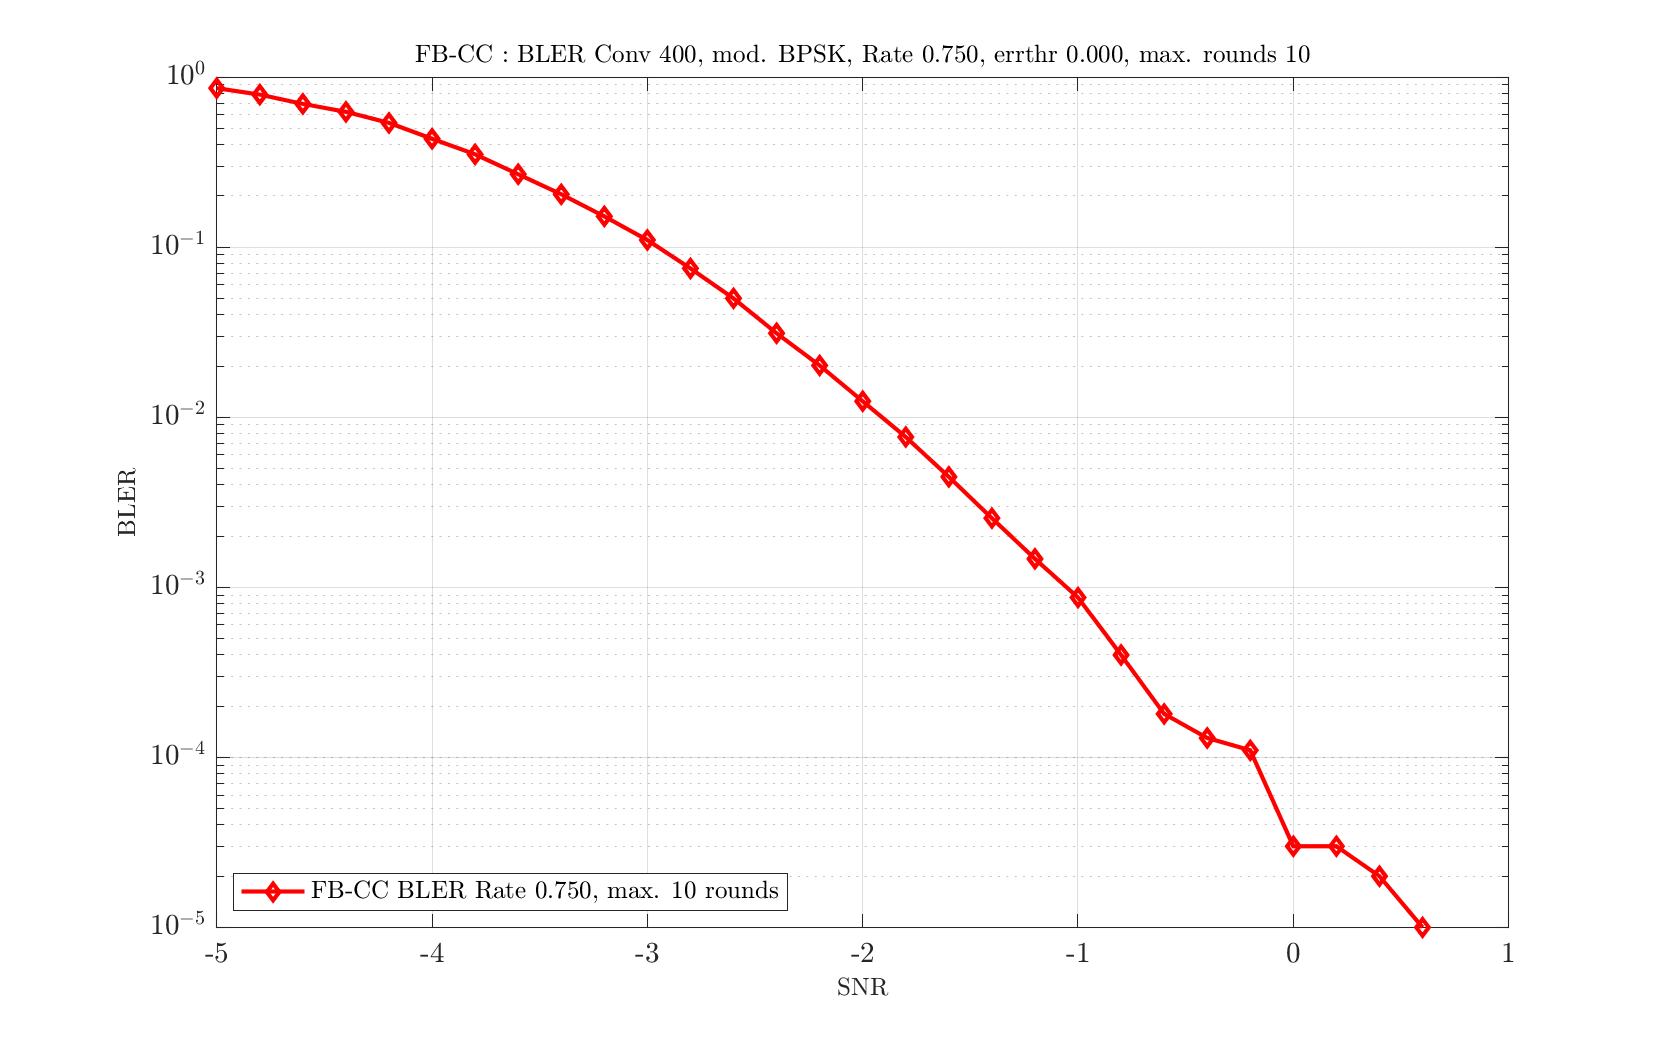 FB-CC : BLER Conv 400, mod. BPSK, Rate 0.750, errthr 0.000, max. rounds 10
10⁰
10⁻¹
10⁻²
10⁻³
10⁻⁴
10⁻⁵
BLER
FB-CC BLER Rate 0.750, max. 10 rounds
-5 -4 -3 -2 -1 0 1
SNR